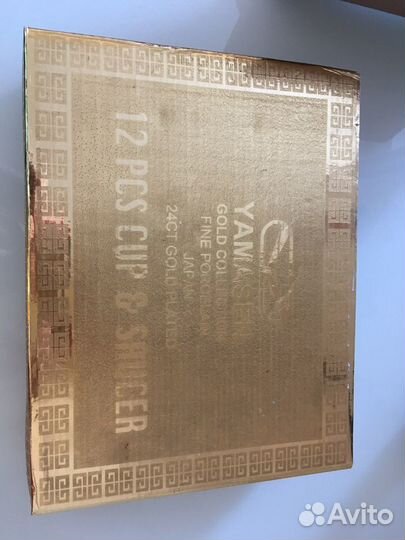 YAMASEN
GOLD COLLECTION
FINE PORCELAIN
JAPAN
24CT GOLD PLATED
12 PCS CUP & SAUCER
Avito